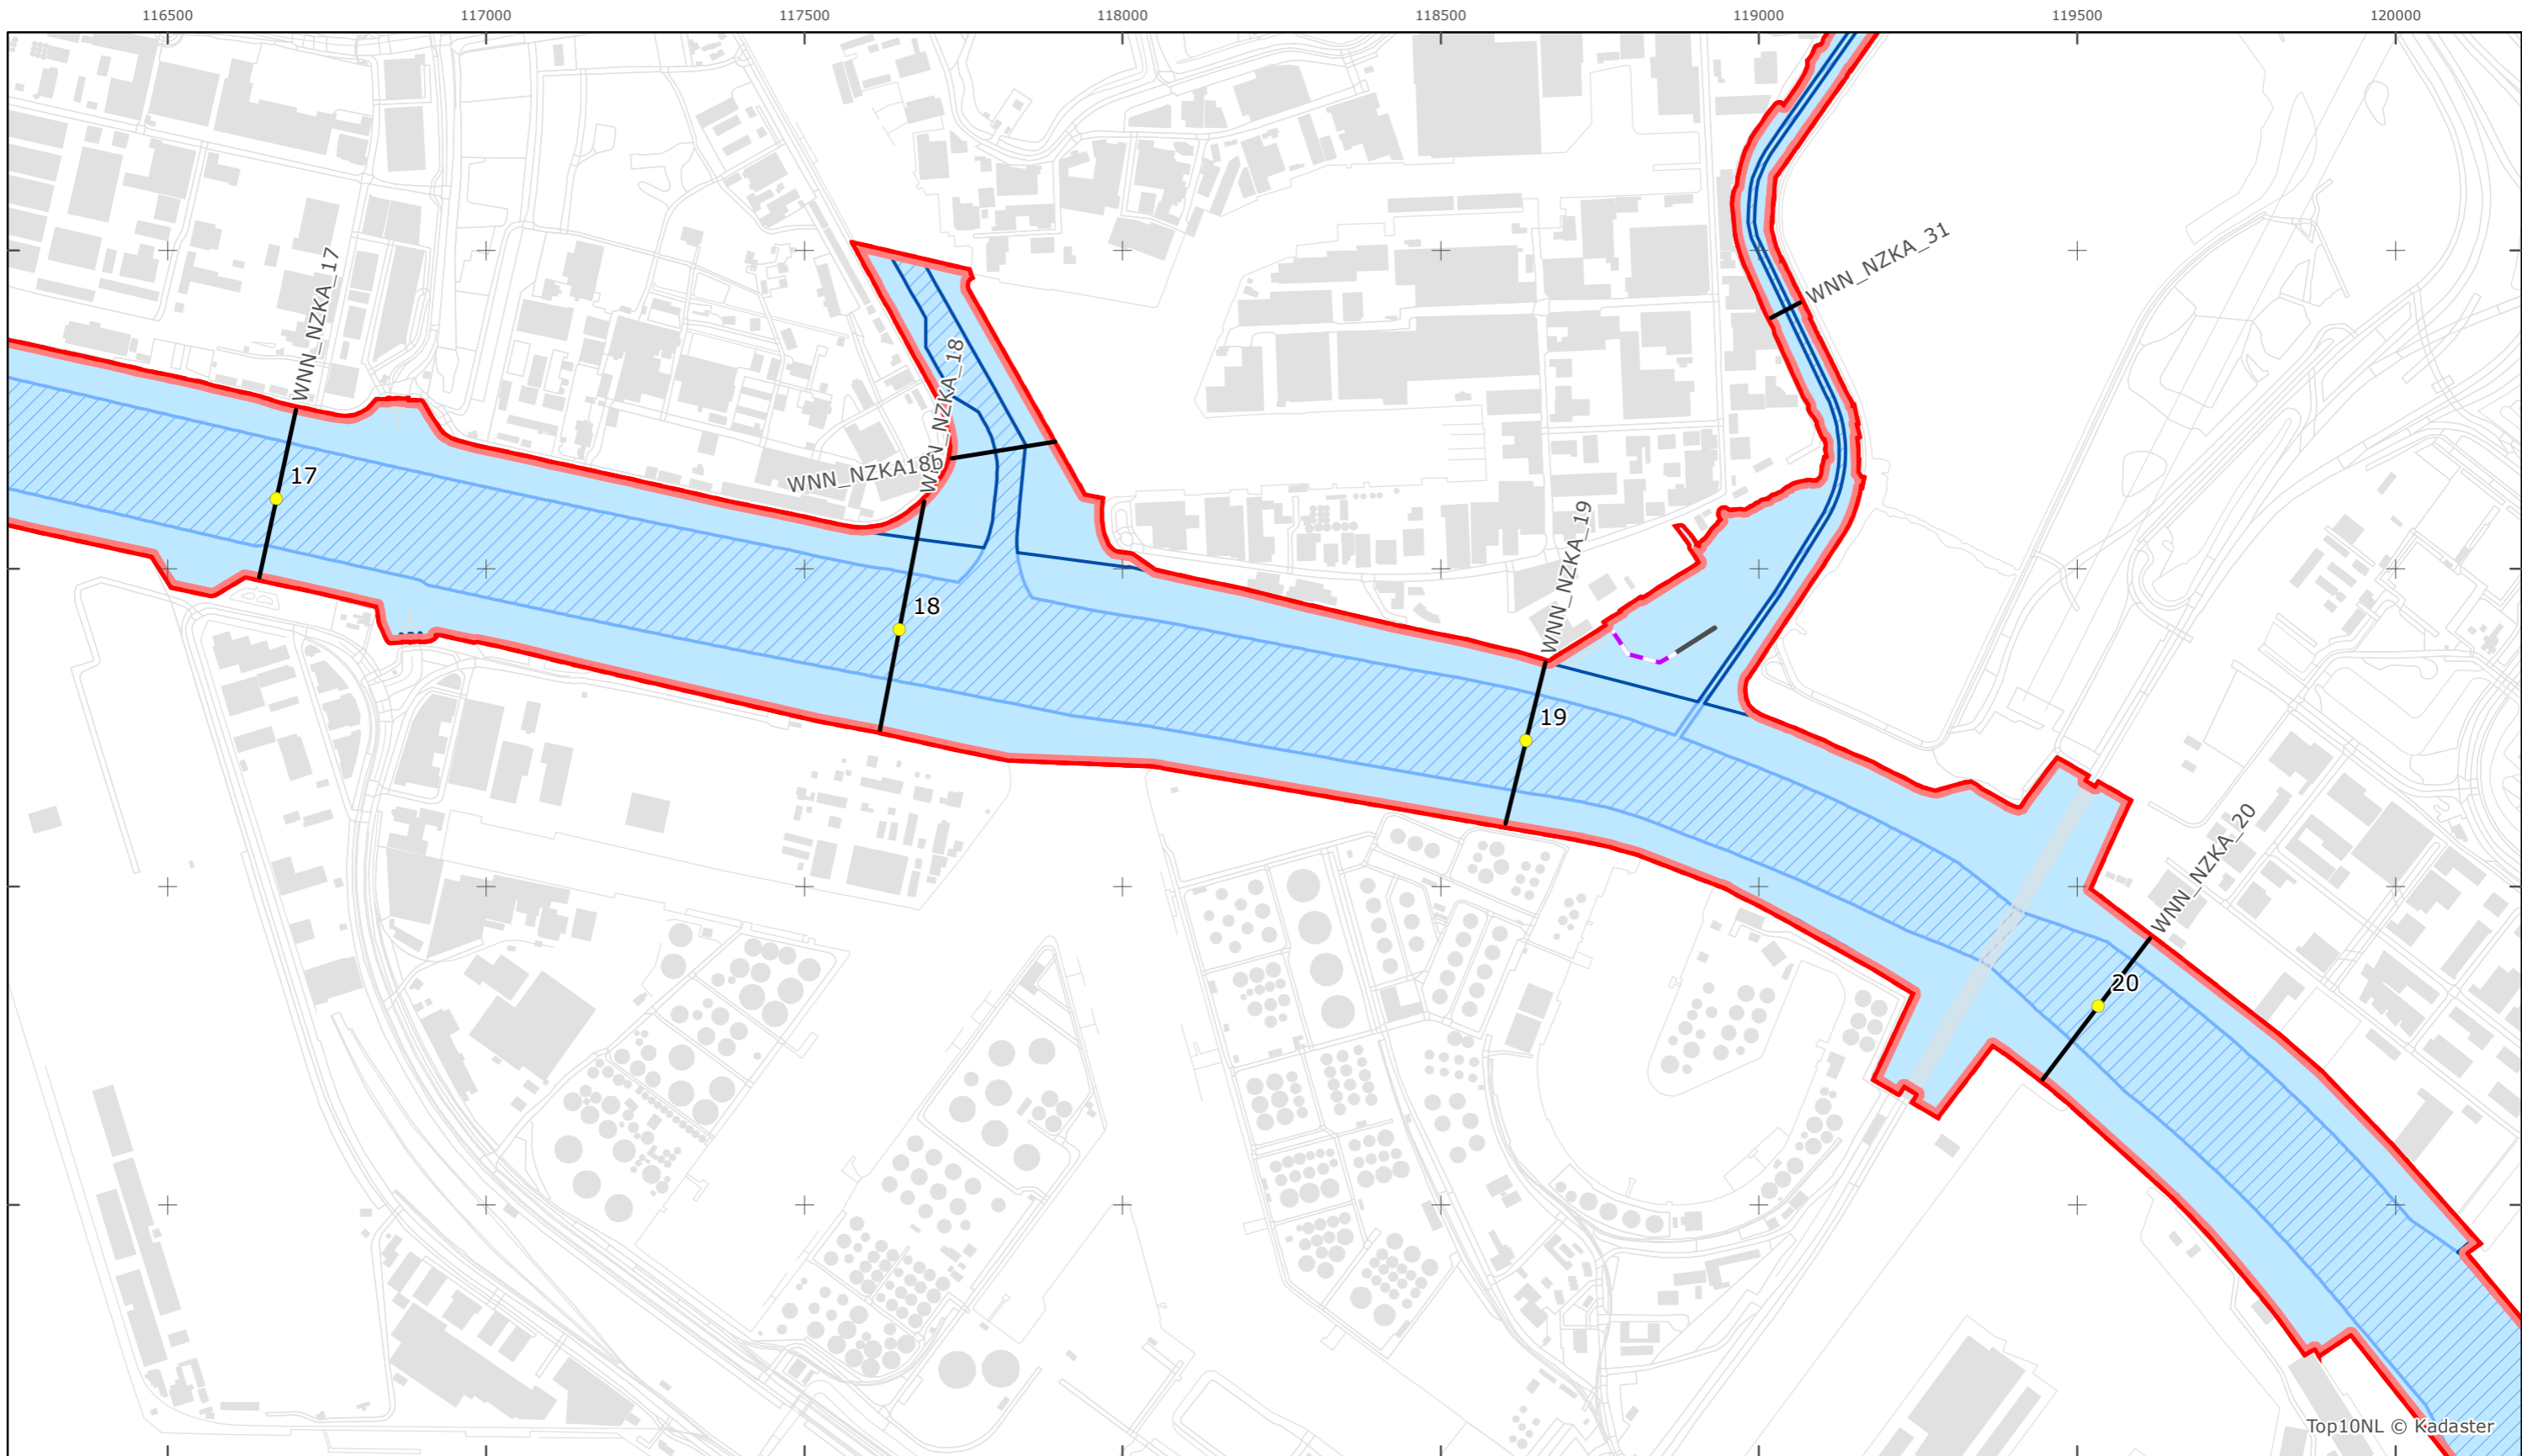 116500 117000 117500 118000 118500 119000 119500 120000
WNN_NZKA_17
WNN_NZKA_31
WNN_NZKA_18
WNN_NZKA18b
17
WNN_NZKA_19
18
19
WNN_NZKA_20
20
Top10NL © Kadaster